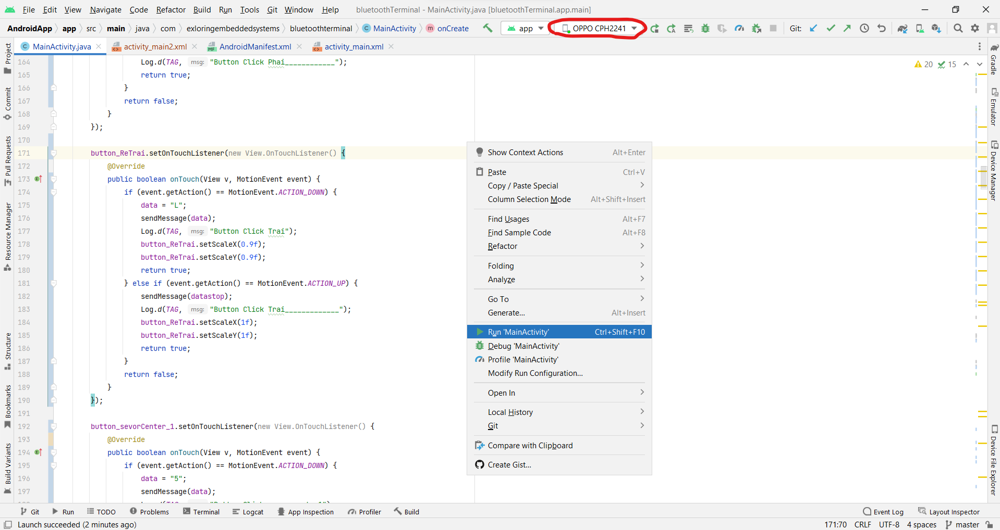 File Edit View Navigate Code Refactor Build Run Tools Git Window Help bluetoothTerminal - MainActivity.java [bluetoothTerminal.app.main]
AndroidApp app src main java com exloringembeddedsystems bluetoothterminal MainActivity onCreate app OPPO CPH2241 Git:
MainActivity.java activity_main2.xml AndroidManifest.xml activity_main.xml
20 15
Project
Commit
Pull Requests
Resource Manager
Structure
Bookmarks
Build Variants
164 Log.d(TAG, msg: "Button Click Phai____________");
165 return true;
166 }
167 return false;
168 }
169 });
170
171 button_ReTrai.setOnTouchListener(new View.OnTouchListener() {
172 @Override
173 public boolean onTouch(View v, MotionEvent event) {
174 if (event.getAction() == MotionEvent.ACTION_DOWN) {
175 data = "L";
176 sendMessage(data);
177 Log.d(TAG, msg: "Button Click Trai");
178 button_ReTrai.setScaleX(0.9f);
179 button_ReTrai.setScaleY(0.9f);
180 return true;
181 } else if (event.getAction() == MotionEvent.ACTION_UP) {
182 sendMessage(datastop);
183 Log.d(TAG, msg: "Button Click Trai_____________");
184 button_ReTrai.setScaleX(1f);
185 button_ReTrai.setScaleY(1f);
186 return true;
187 }
188 return false;
189 }
190 });
191
192 button_sevorCenter_1.setOnTouchListener(new View.OnTouchListener() {
193 @Override
194 public boolean onTouch(View v, MotionEvent event) {
195 if (event.getAction() == MotionEvent.ACTION_DOWN) {
196 data = "5";
197 sendMessage(data);
Show Context Actions Alt+Enter
Paste Ctrl+V
Copy / Paste Special
Column Selection Mode Alt+Shift+Insert
Find Usages Alt+F7
Find Sample Code Alt+F8
Refactor
Folding
Analyze
Go To
Generate... Alt+Insert
Run 'MainActivity' Ctrl+Shift+F10
Debug 'MainActivity'
Profile 'MainActivity'
Modify Run Configuration...
Open In
Local History
Git
Compare with Clipboard
Create Gist...
Gradle
Emulator
Device Manager
Device File Explorer
Git Run TODO Problems Terminal Logcat App Inspection Profiler Build Event Log Layout Inspector
Launch succeeded (2 minutes ago) 171:70 CRLF UTF-8 4 spaces master